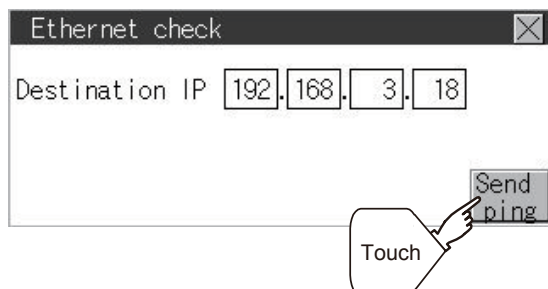 Ethernet check
Destination IP 192.168. 3. 18
Send
ping
Touch